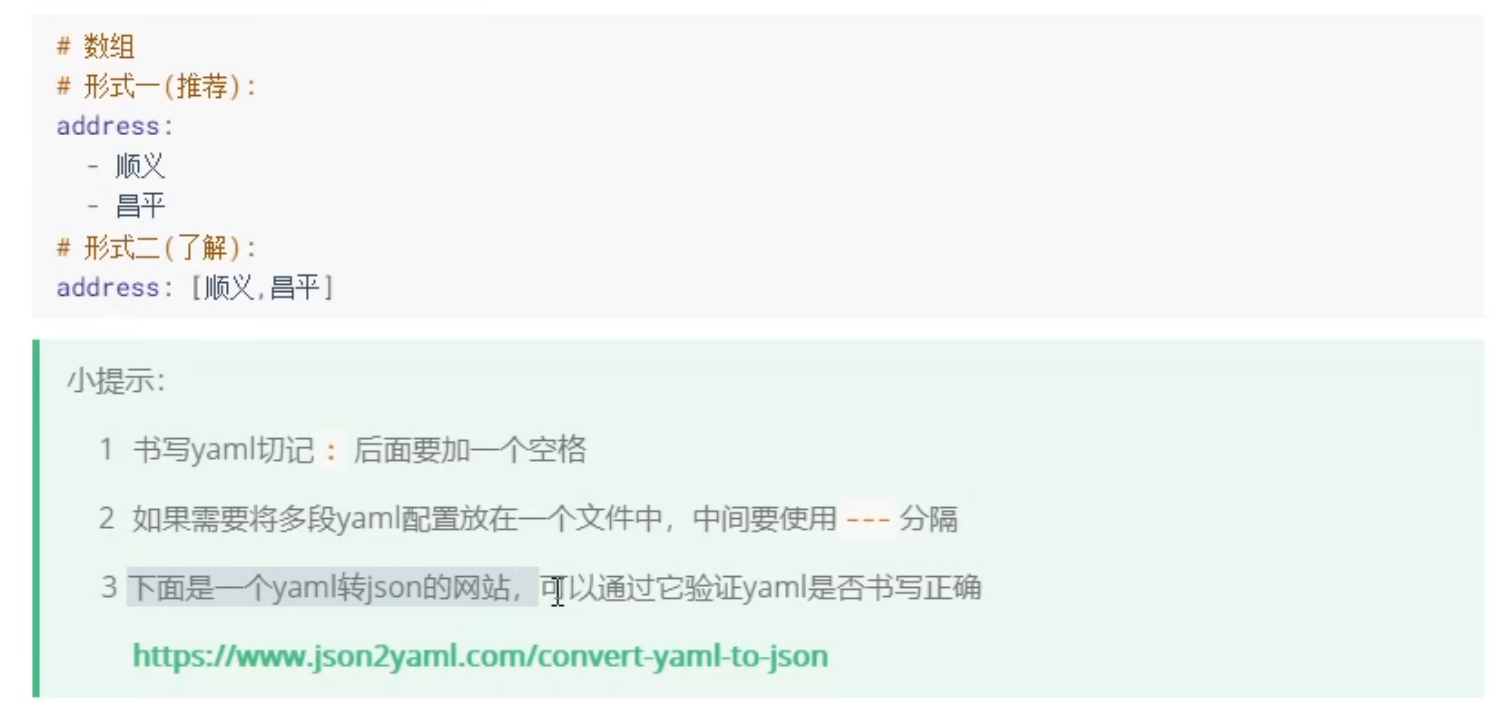 # 数组
# 形式一(推荐):
address:
  - 顺义
  - 昌平
# 形式二(了解):
address: [顺义,昌平]
小提示:
1 书写yaml切记 : 后面要加一个空格
2 如果需要将多段yaml配置放在一个文件中，中间要使用 --- 分隔
3 下面是一个yaml转json的网站，可以通过它验证yaml是否书写正确
https://www.json2yaml.com/convert-yaml-to-json